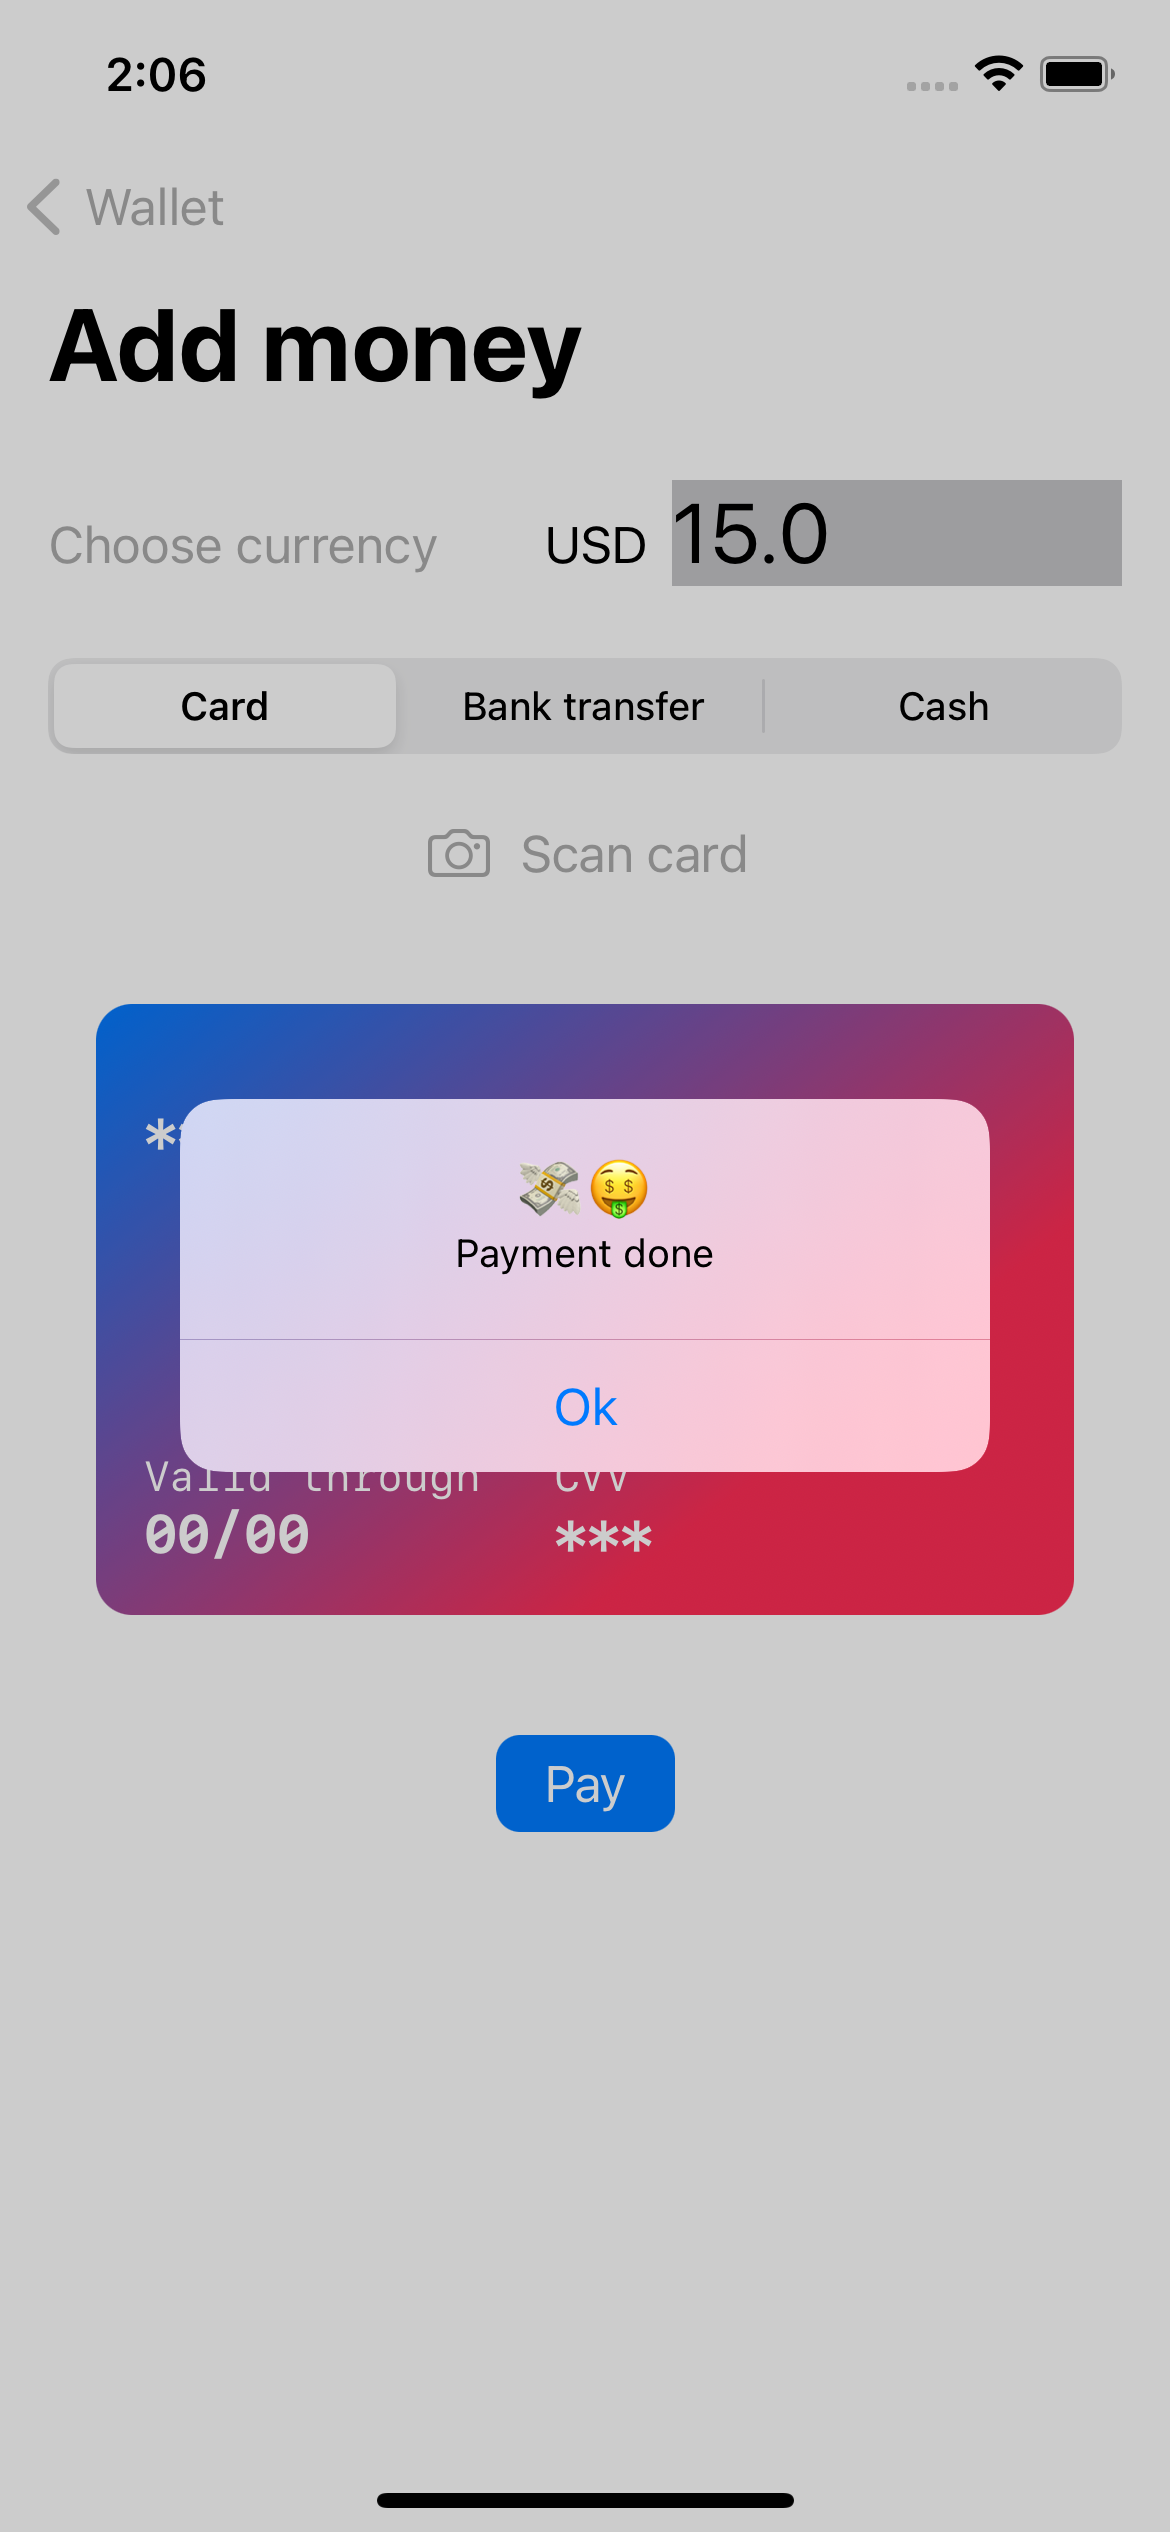 2:06
Wallet
Add money
Choose currency USD 15.0
Card Bank transfer Cash
Scan card
💸🤑
Payment done
Ok
Valid through CVV
00/00 ***
Pay